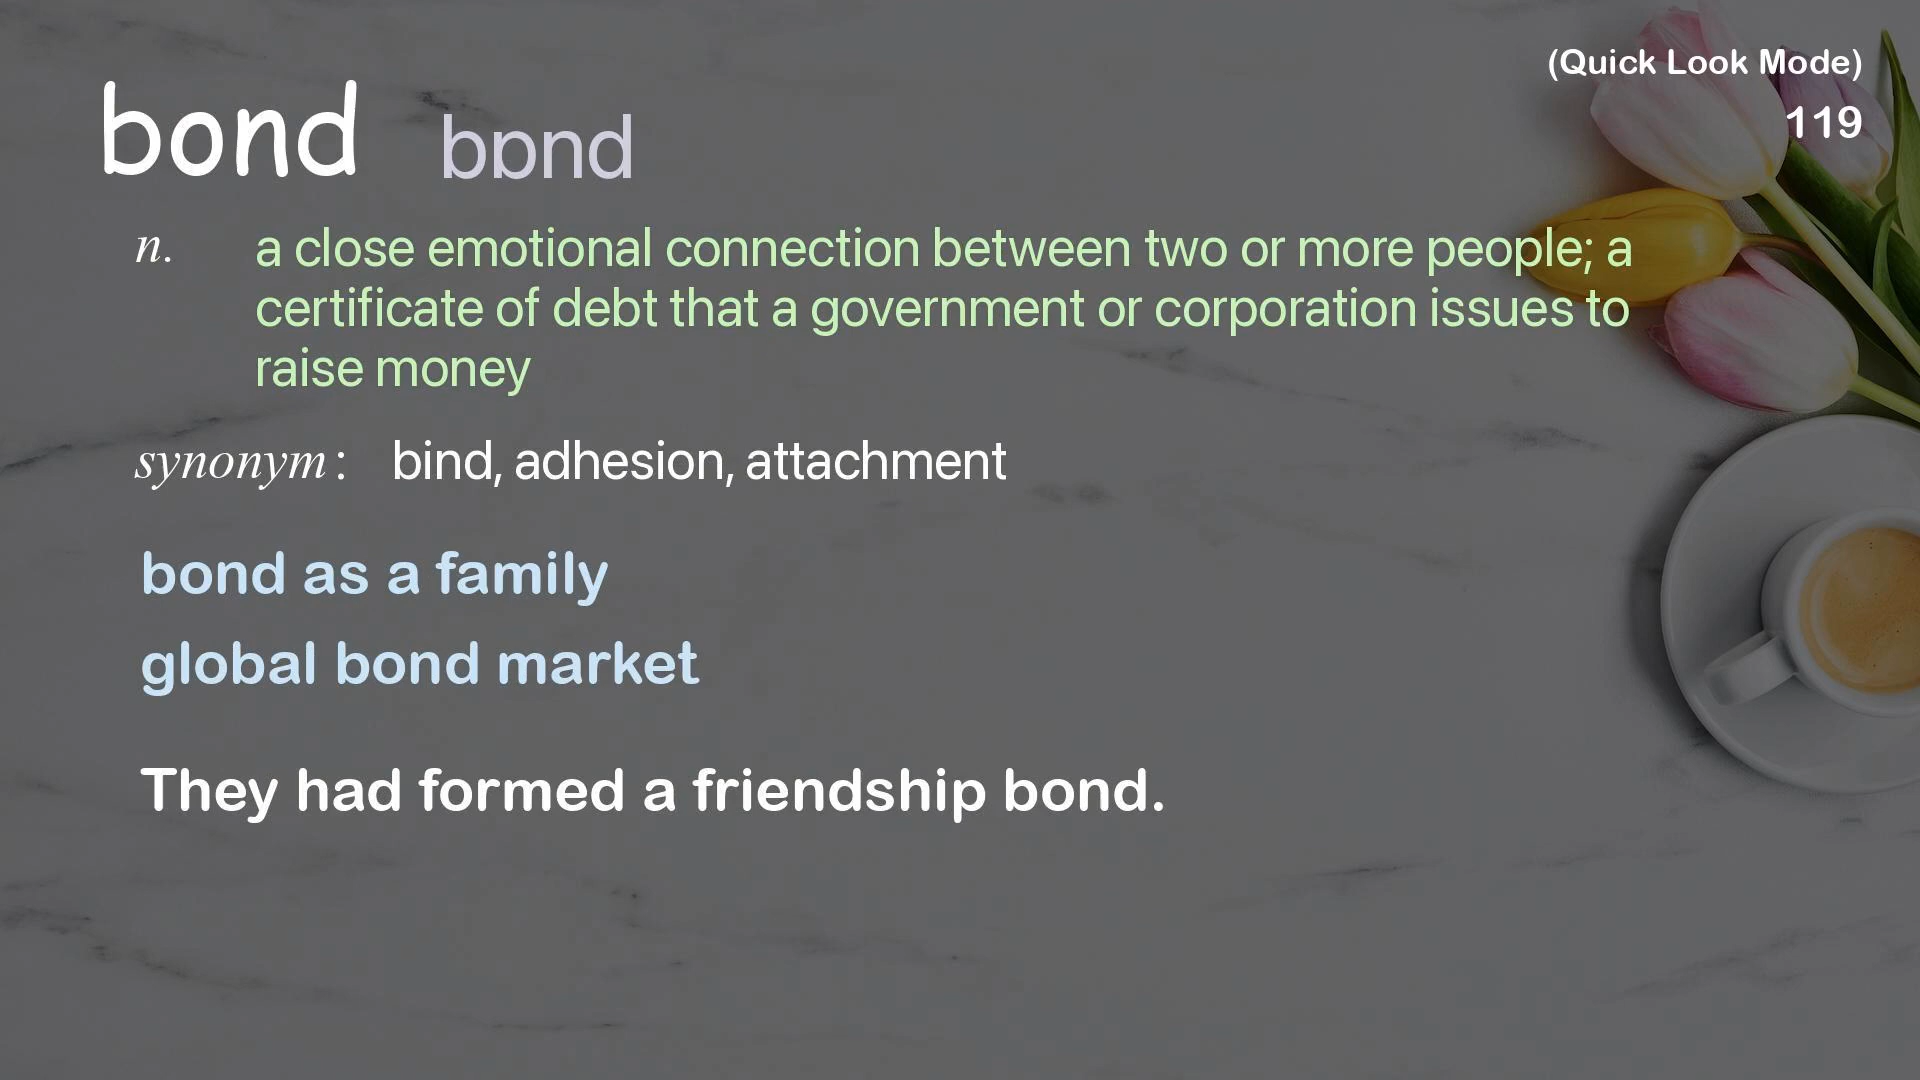 (Quick Look Mode)
119
bond bɒnd
n. a close emotional connection between two or more people; a
certificate of debt that a government or corporation issues to
raise money
synonym : bind, adhesion, attachment
bond as a family
global bond market
They had formed a friendship bond.